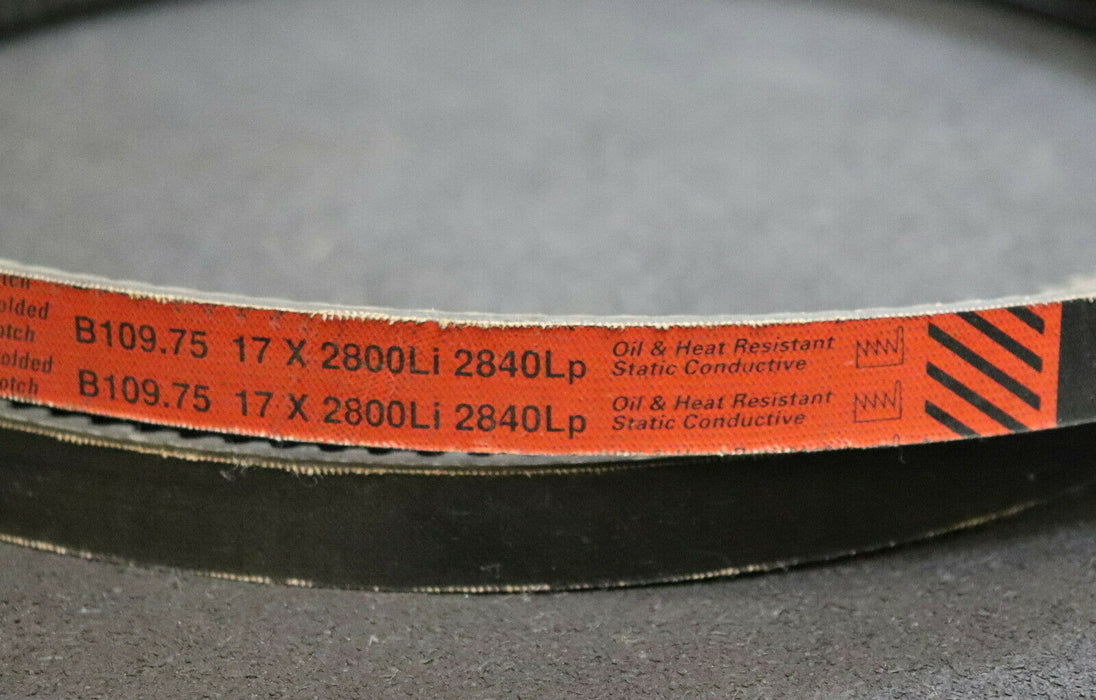 olded
otch
B109.75 17 X 2800Li 2840Lp
Oil & Heat Resistant
Static Conductive
olded
otch
B109.75 17 X 2800Li 2840Lp
Oil & Heat Resistant
Static Conductive